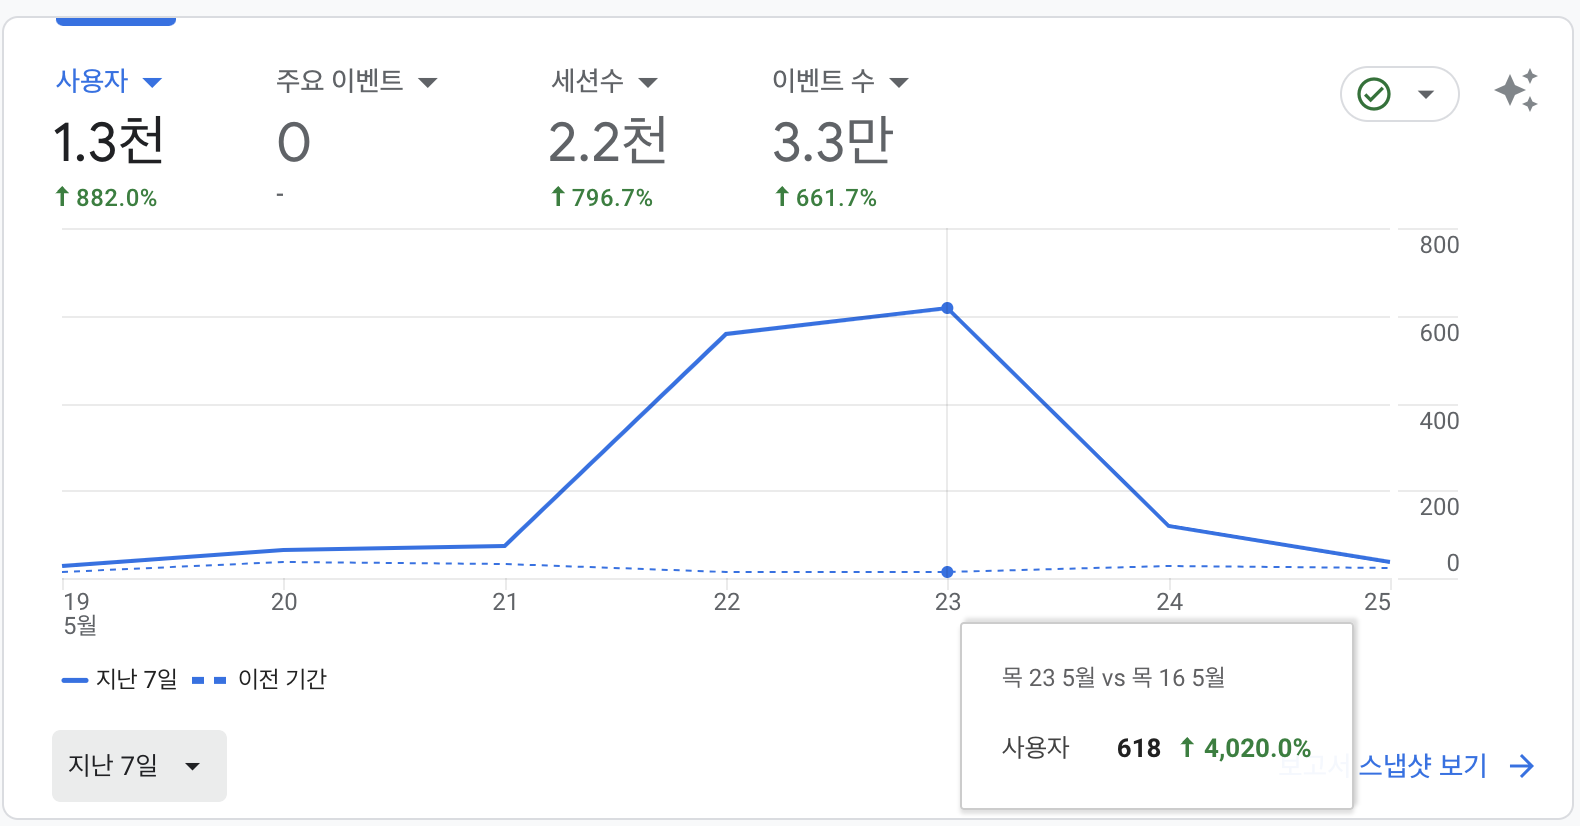 사용자 주요 이벤트 세션수 이벤트 수
1.3천 0 2.2천 3.3만
↑ 882.0% - ↑ 796.7% ↑ 661.7%
800
600
400
200
0
19 20 21 22 23 24 25
5월
지난 7일 이전 기간
목 23 5월 vs 목 16 5월
사용자 618 ↑ 4,020.0%
지난 7일
보고서 스냅샷 보기 →